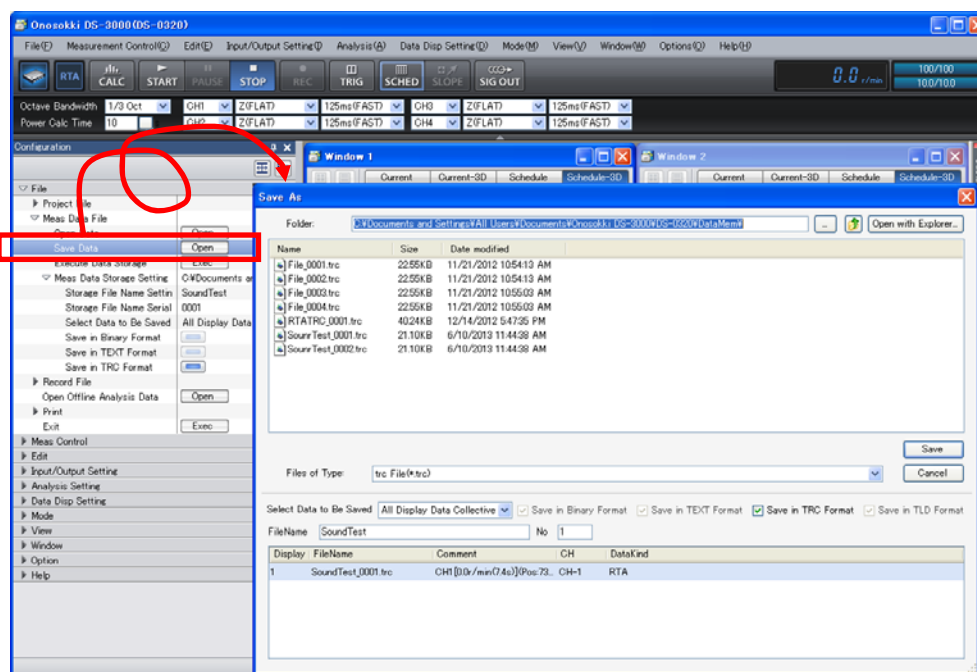 Onosokki DS-3000(DS-0320)
File(F) Measurement Control(C) Edit(E) Input/Output Setting(I) Analysis(A) Data Disp Setting(D) Mode(M) View(V) Window(W) Options(O) Help(H)
RTA CALC START PAUSE STOP REC TRIG SCHED SLOPE SIG OUT 0.0 r/min 100/100
10.0/10.0
Octave Bandwidth 1/3 Oct CH1 Z(FLAT) 125ms(FAST) CH3 Z(FLAT) 125ms(FAST)
Power Calc Time 10 CH2 Z(FLAT) 125ms(FAST) CH4 Z(FLAT) 125ms(FAST)
Configuration
Window 1 Window 2
Current Current-3D Schedule Schedule-3D Current Current-3D Schedule Schedule-3D
File
Project File
Meas Data File
Open
Save Data Open
Execute Data Storage Exec
Meas Data Storage Setting C:¥Documents an
Storage File Name Settin SoundTest
Storage File Name Serial 0001
Select Data to Be Saved All Display Data
Save in Binary Format
Save in TEXT Format
Save in TRC Format
Record File
Open Offline Analysis Data Open
Print
Exit Exec
Meas Control
Edit
Input/Output Setting
Analysis Setting
Data Disp Setting
Mode
View
Window
Option
Help
Save As
Folder: C:¥Documents and Settings¥All Users¥Documents¥Onosokki DS-3000¥DS-0320¥DataMem¥ ... Open with Explorer...
Name Size Date modified
File_0001.trc 22.55KB 11/21/2012 10:54:13 AM
File_0002.trc 22.55KB 11/21/2012 10:54:13 AM
File_0003.trc 22.55KB 11/21/2012 10:55:03 AM
File_0004.trc 22.55KB 11/21/2012 10:55:03 AM
RTATRC_0001.trc 40.24KB 12/14/2012 5:47:35 PM
SounrTest_0001.trc 21.10KB 6/10/2013 11:44:38 AM
SounrTest_0002.trc 21.10KB 6/10/2013 11:44:38 AM
Save
Files of Type: trc File(*.trc) Cancel
Select Data to Be Saved All Display Data Collective Save in Binary Format Save in TEXT Format Save in TRC Format Save in TLD Format
FileName SoundTest No 1
Display FileName Comment CH DataKind
1 SoundTest_0001.trc CH1 [0.0r/min(7.4s)](Pos:73... CH-1 RTA